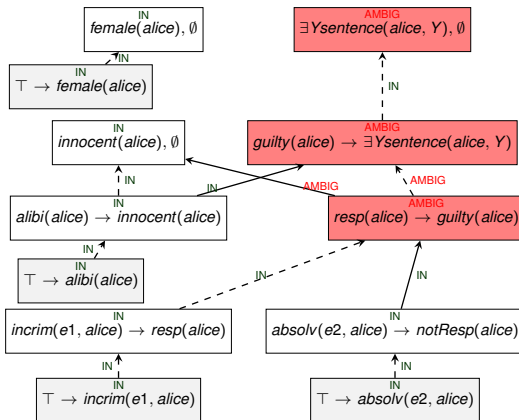 IN
female(alice), ∅
AMBIG
∃Ysentence(alice, Y), ∅
IN
IN
⊤ → female(alice)
IN
IN
innocent(alice), ∅
AMBIG
guilty(alice) → ∃Ysentence(alice, Y)
IN
IN
AMBIG
AMBIG
IN
alibi(alice) → innocent(alice)
AMBIG
resp(alice) → guilty(alice)
IN
IN
⊤ → alibi(alice)
IN
IN
IN
incrim(e1, alice) → resp(alice)
IN
absolv(e2, alice) → notResp(alice)
IN
IN
IN
⊤ → incrim(e1, alice)
IN
⊤ → absolv(e2, alice)